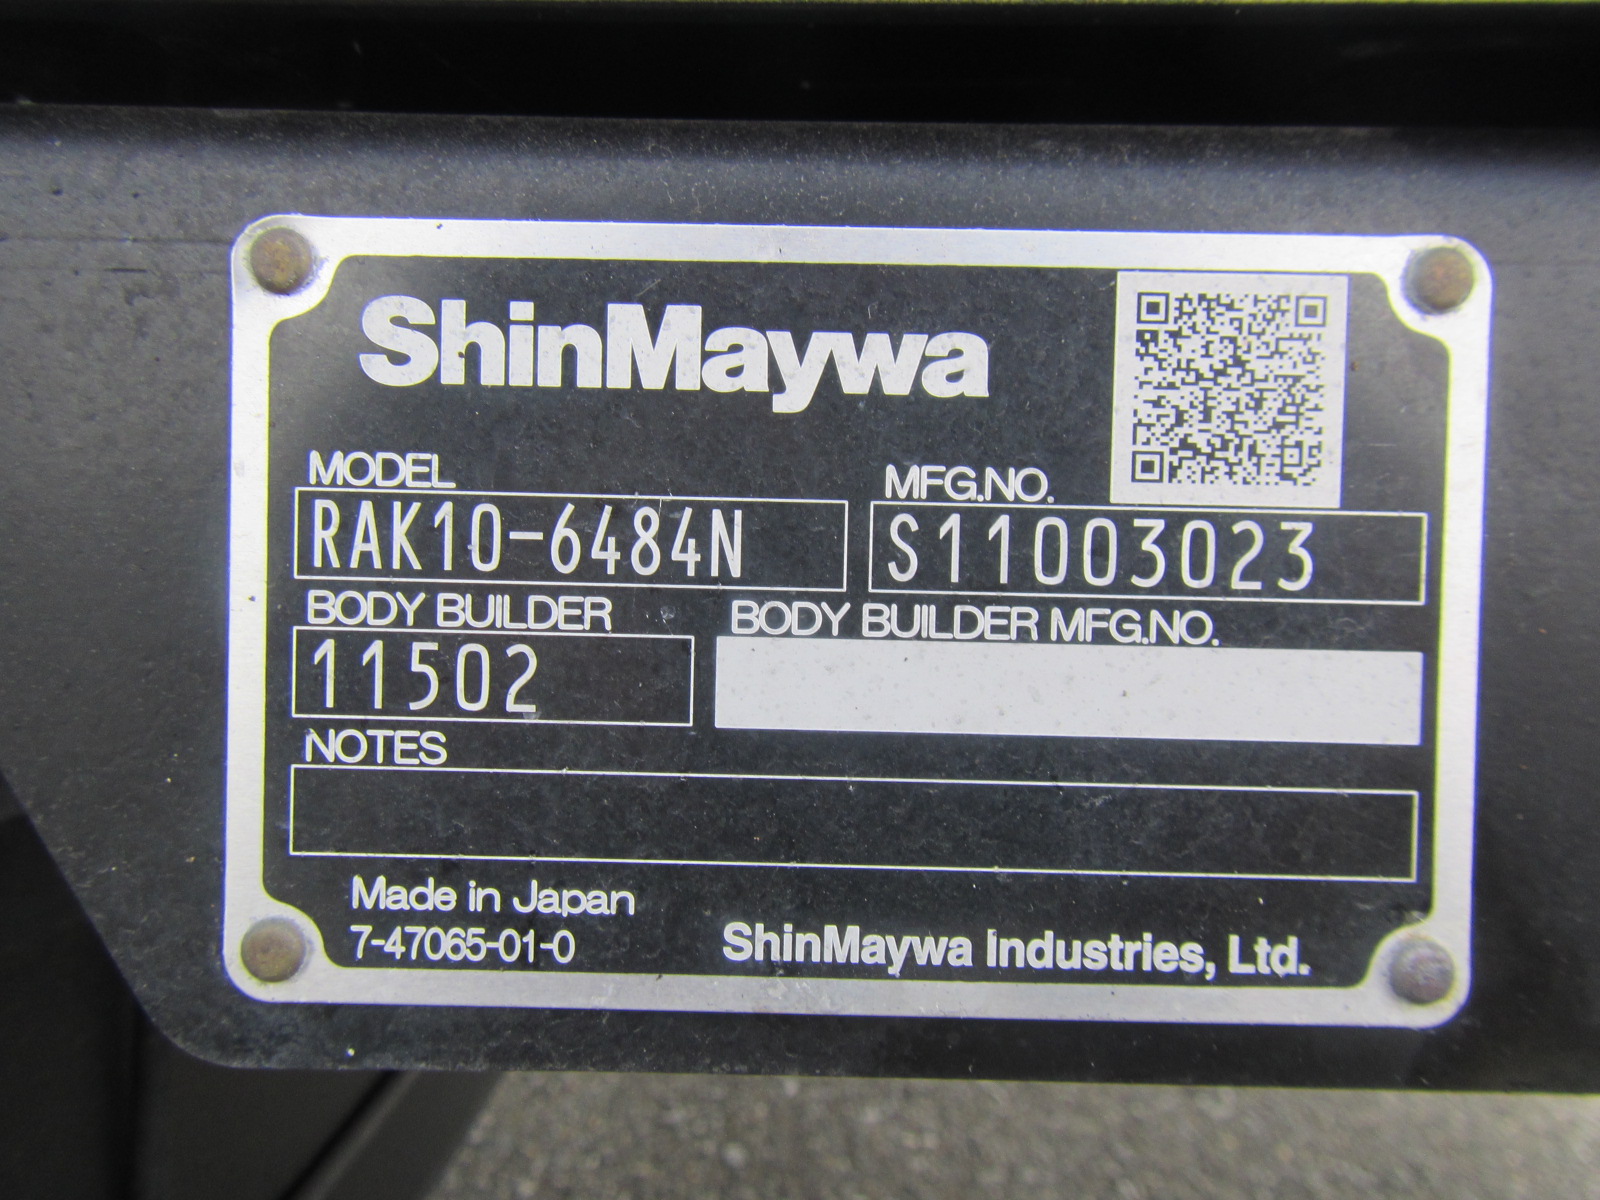 ShinMaywa
MODEL
RAK10-6484N
MFG.NO.
S11003023
BODY BUILDER
11502
BODY BUILDER MFG.NO.
NOTES
Made in Japan
7-47065-01-0
ShinMaywa Industries, Ltd.